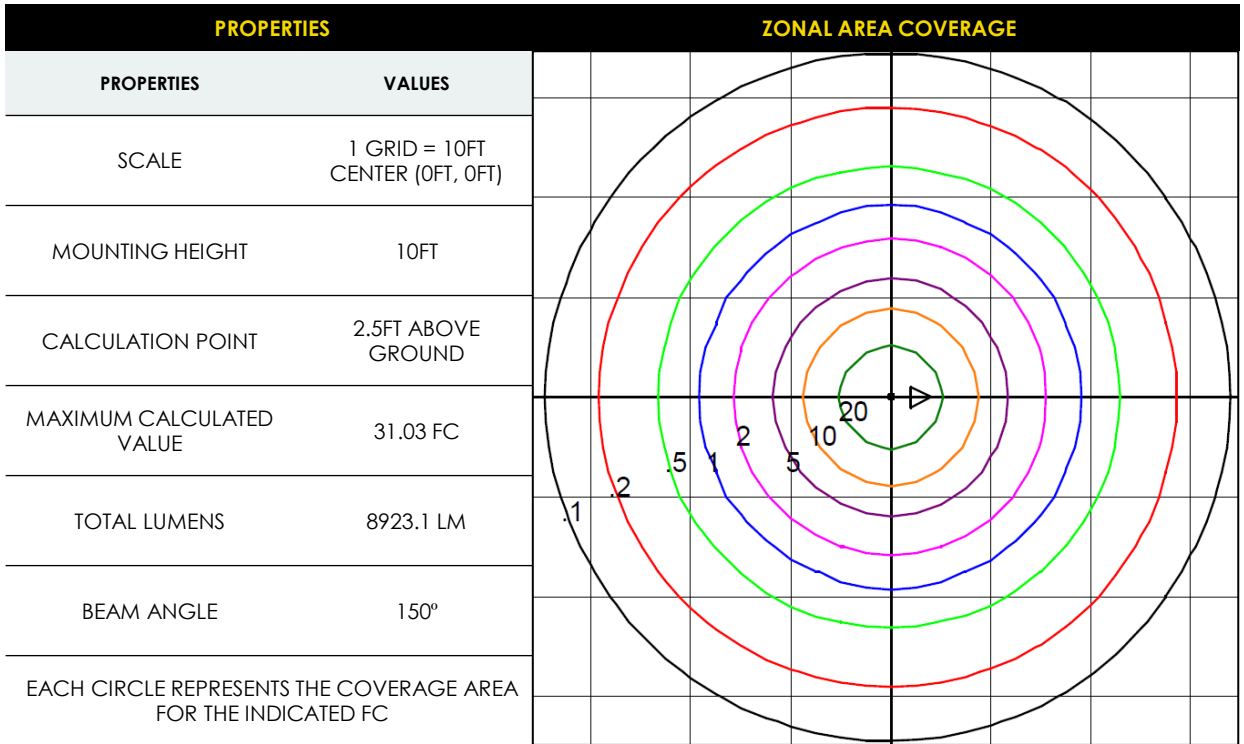 PROPERTIES
ZONAL AREA COVERAGE
PROPERTIES
VALUES
SCALE
1 GRID = 10FT
CENTER (0FT, 0FT)
MOUNTING HEIGHT
10FT
CALCULATION POINT
2.5FT ABOVE
GROUND
MAXIMUM CALCULATED
VALUE
31.03 FC
TOTAL LUMENS
8923.1 LM
BEAM ANGLE
150°
EACH CIRCLE REPRESENTS THE COVERAGE AREA
FOR THE INDICATED FC
20
10
2
5
1
.5
.2
.1